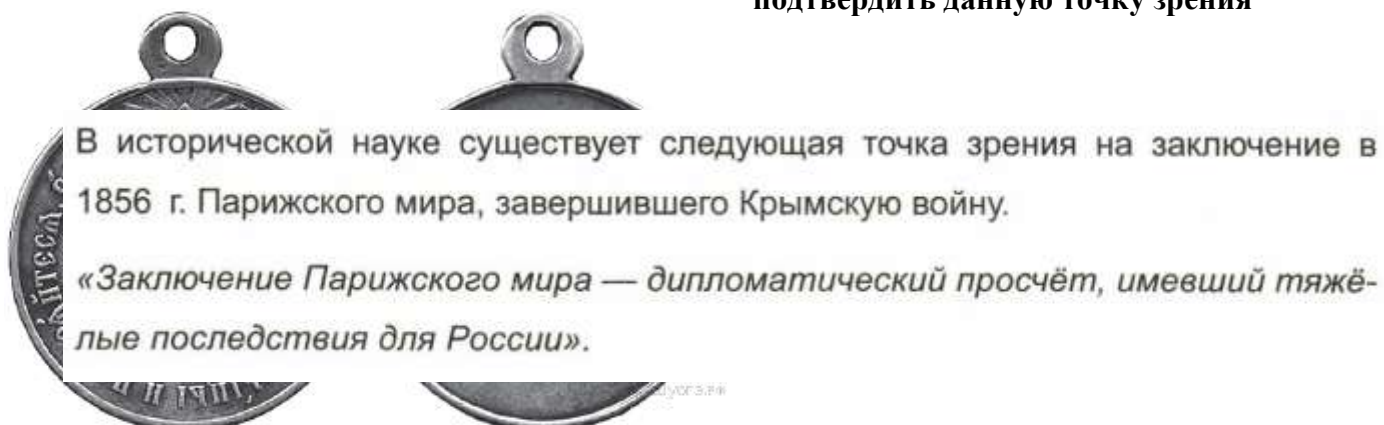 подтвердить данную точку зрения
В исторической науке существует следующая точка зрения на заключение в
1856 г. Парижского мира, завершившего Крымскую войну.
«Заключение Парижского мира — дипломатический просчёт, имевший тяжё-
лые последствия для России».